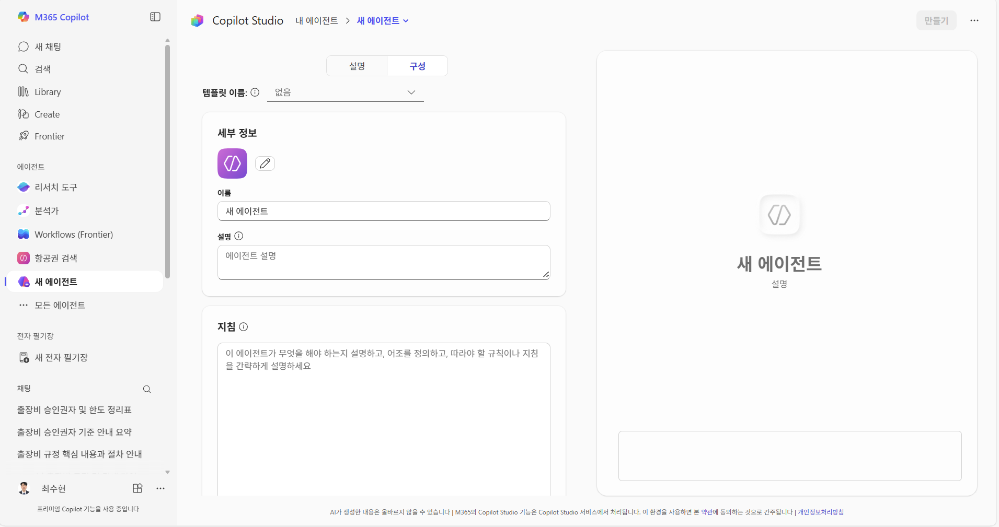 M365 Copilot
새 채팅
검색
Library
Create
Frontier
에이전트
리서치 도구
분석가
Workflows (Frontier)
항공권 검색
새 에이전트
모든 에이전트
전자 필기장
새 전자 필기장
채팅
출장비 승인권자 및 한도 정리표
출장비 승인권자 기준 안내 요약
출장비 규정 핵심 내용과 절차 안내
최수현
프리미엄 Copilot 기능을 사용 중입니다
Copilot Studio 내 에이전트 > 새 에이전트
만들기
설명 구성
템플릿 이름: 없음
세부 정보
이름
새 에이전트
설명
에이전트 설명
지침
이 에이전트가 무엇을 해야 하는지 설명하고, 어조를 정의하고, 따라야 할 규칙이나 지침
을 간략하게 설명하세요
새 에이전트
설명
AI가 생성한 내용은 올바르지 않을 수 있습니다 | M365의 Copilot Studio 기능은 Copilot Studio 서비스에서 처리됩니다. 이 환경을 사용하면 본 약관에 동의하는 것으로 간주됩니다 | 개인정보처리방침